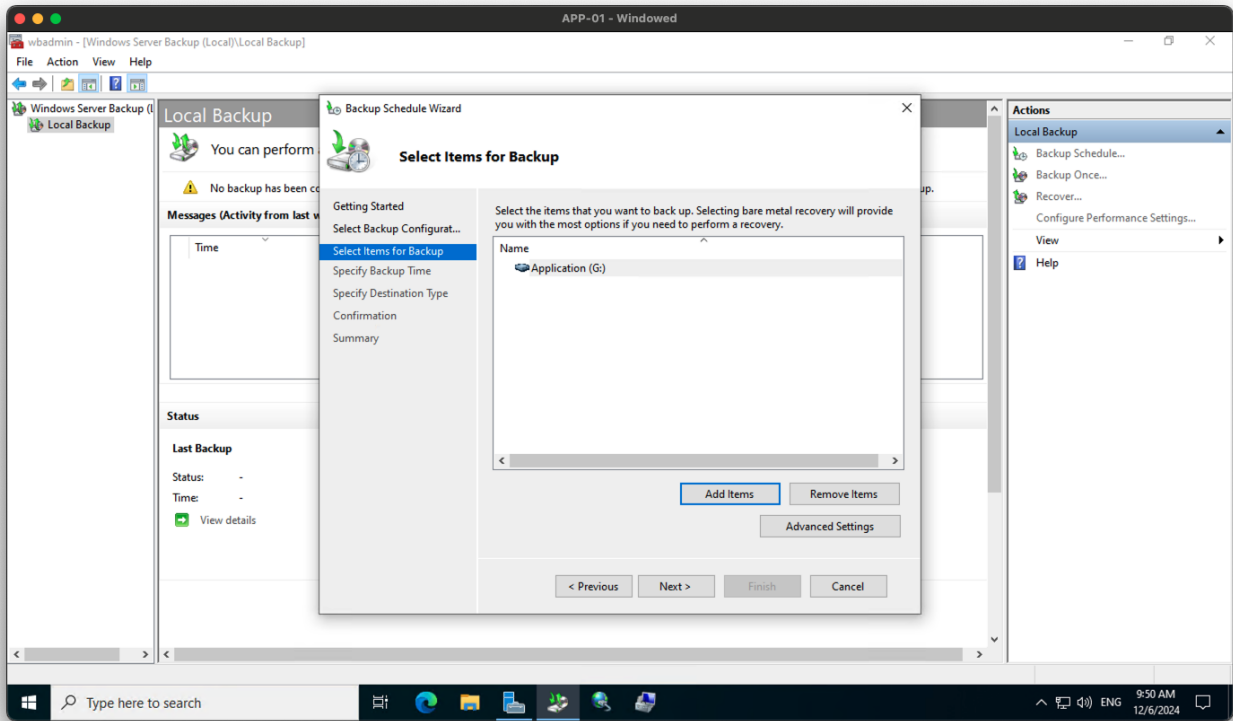 APP-01 - Windowed
wbadmin - [Windows Server Backup (Local)\Local Backup]
File Action View Help
Windows Server Backup (L
Local Backup
Local Backup
You can perform
No backup has been co
up.
Messages (Activity from last w
Time
Status
Last Backup
Status: -
Time: -
View details
Backup Schedule Wizard
Select Items for Backup
Getting Started
Select Backup Configurat...
Select Items for Backup
Specify Backup Time
Specify Destination Type
Confirmation
Summary
Select the items that you want to back up. Selecting bare metal recovery will provide
you with the most options if you need to perform a recovery.
Name
Application (G:)
Add Items Remove Items
Advanced Settings
< Previous Next > Finish Cancel
Actions
Local Backup
Backup Schedule...
Backup Once...
Recover...
Configure Performance Settings...
View
Help
Type here to search
ENG
9:50 AM
12/6/2024